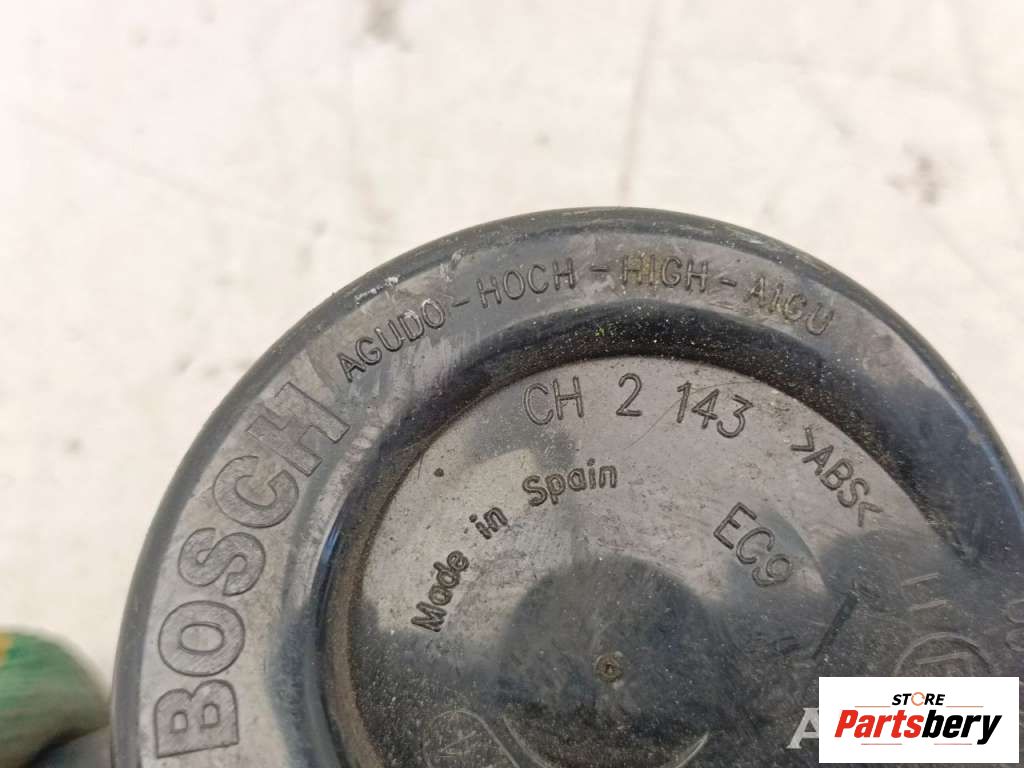 BOSCH
AGUDO-HOCH-HIGH-AIGU
CH 2 143
>ABS<
Made in Spain
EC9
STORE
Partsbery